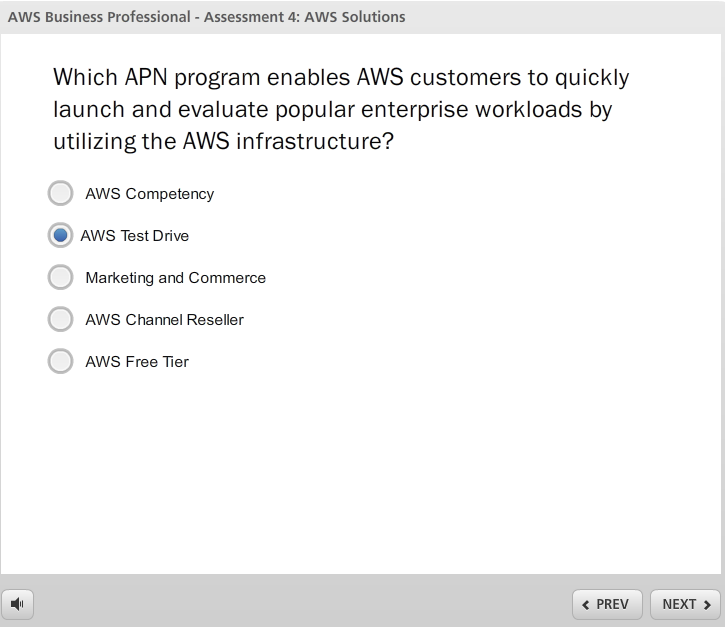 AWS Business Professional - Assessment 4: AWS Solutions
Which APN program enables AWS customers to quickly
launch and evaluate popular enterprise workloads by
utilizing the AWS infrastructure?
AWS Competency
AWS Test Drive
Marketing and Commerce
AWS Channel Reseller
AWS Free Tier
PREV
NEXT